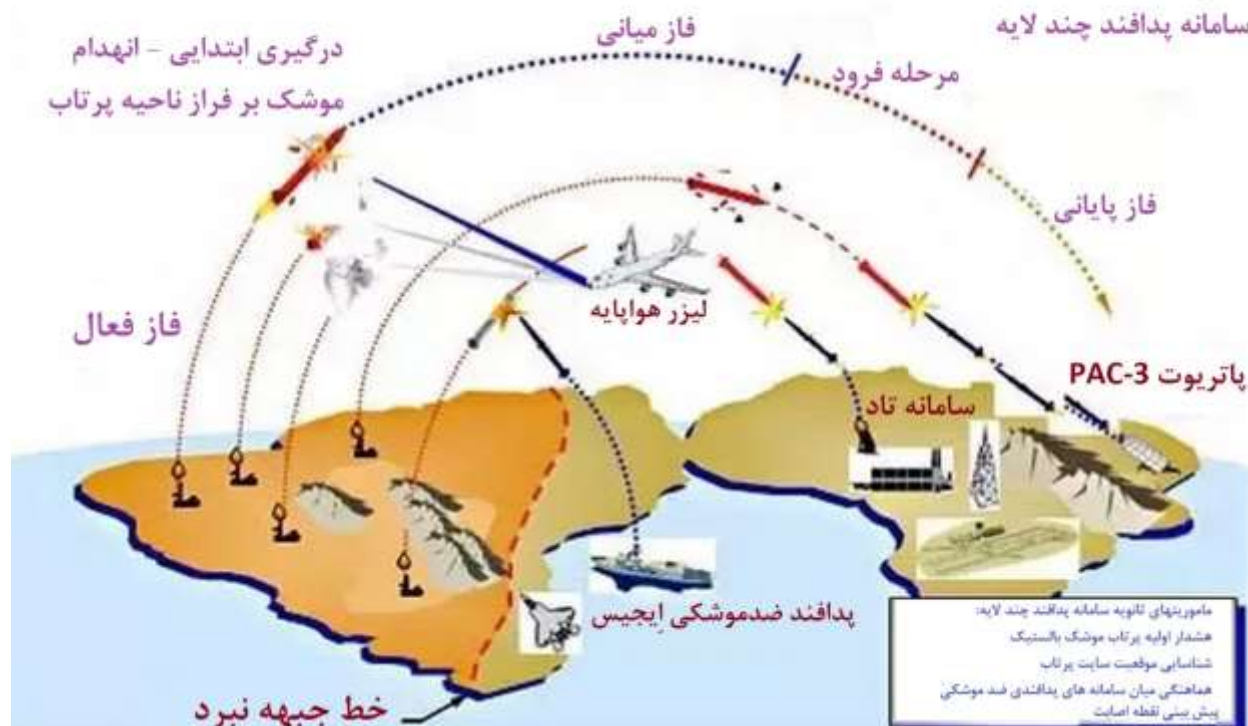 سامانه پدافند چند لایه
فاز میانی
درگیری ابتدایی – انهدام
موشک بر فراز ناحیه پرتاب
مرحله فرود
فاز پایانی
فاز فعال
لیزر هواپایه
پاتریوت PAC-3
سامانه تاد
پدافند ضدموشکی اِیجیس
خط جبهه نبرد
ماموریتهای ثانویه سامانه پدافند چند لایه:
هشدار اولیه پرتاب موشک بالستیک
شناسایی موقعیت سایت پرتاب
هماهنگی میان سامانه های پدافندی ضد موشکی
پیش بینی نقطه اصابت